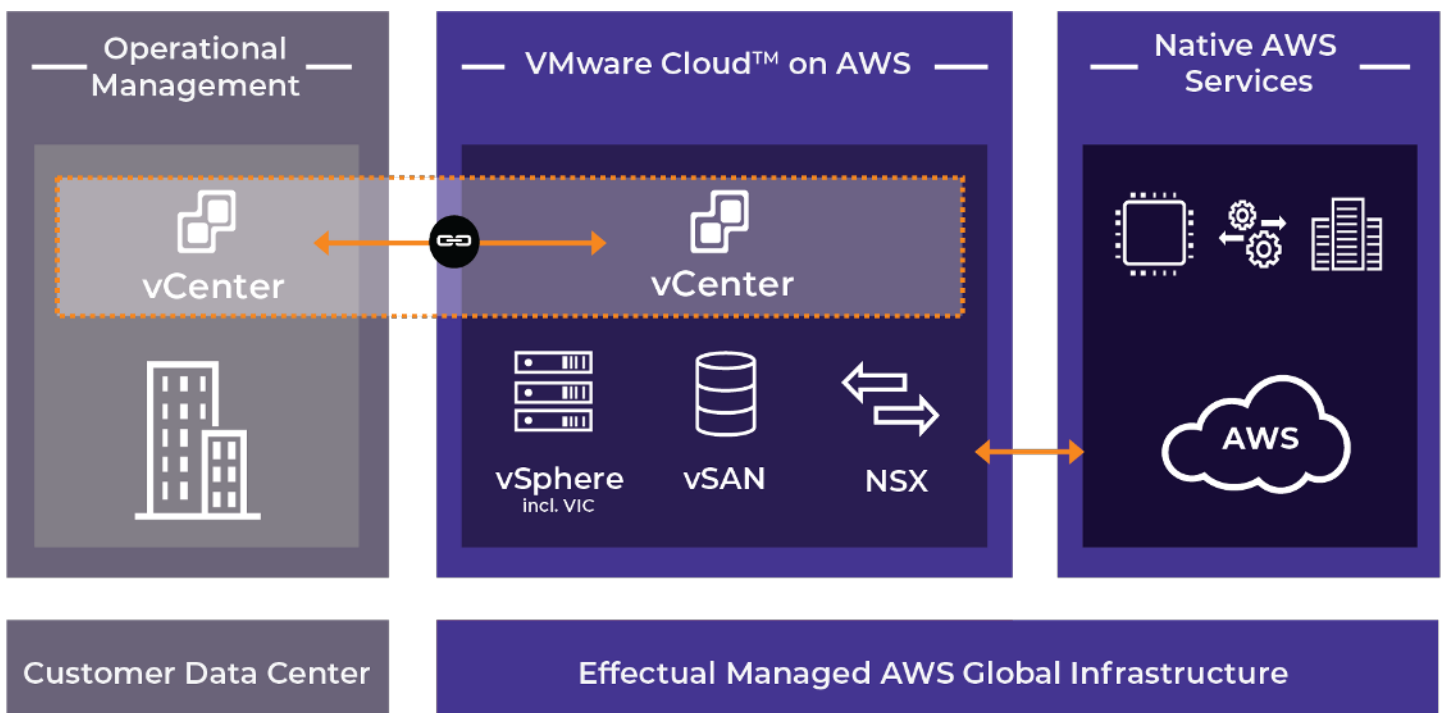 Operational
Management
VMware Cloud™ on AWS
Native AWS
Services
vCenter
vCenter
vSphere
incl. VIC
vSAN
NSX
AWS
Customer Data Center
Effectual Managed AWS Global Infrastructure